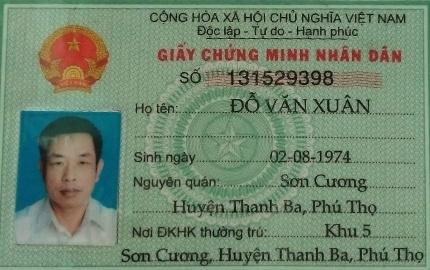 CỘNG HÒA XÃ HỘI CHỦ NGHĨA VIỆT NAM
Độc lập - Tự do - Hạnh phúc
GIẤY CHỨNG MINH NHÂN DÂN
SỐ 131529398
Họ tên: ĐỖ VĂN XUÂN
Sinh ngày 02-08-1974
Nguyên quán: Sơn Cương
Huyện Thanh Ba, Phú Thọ
Nơi ĐKHK thường trú: Khu 5
Sơn Cương, Huyện Thanh Ba, Phú Thọ